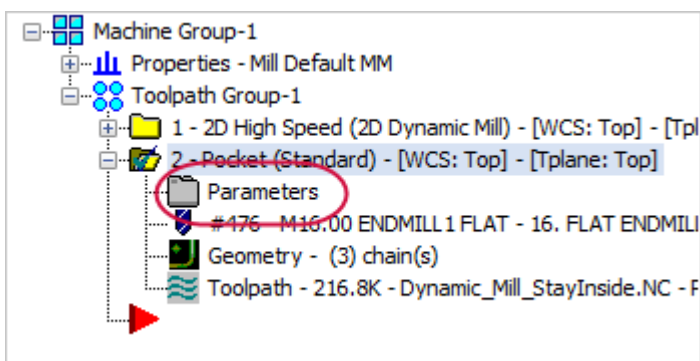 Machine Group-1
Properties - Mill Default MM
Toolpath Group-1
1 - 2D High Speed (2D Dynamic Mill) - [WCS: Top] - [Tpl
2 - Pocket (Standard) - [WCS: Top] - [Tplane: Top]
Parameters
#476 - M16.00 ENDMILL1 FLAT - 16. FLAT ENDMILL
Geometry - (3) chain(s)
Toolpath - 216.8K - Dynamic_Mill_StayInside.NC - P